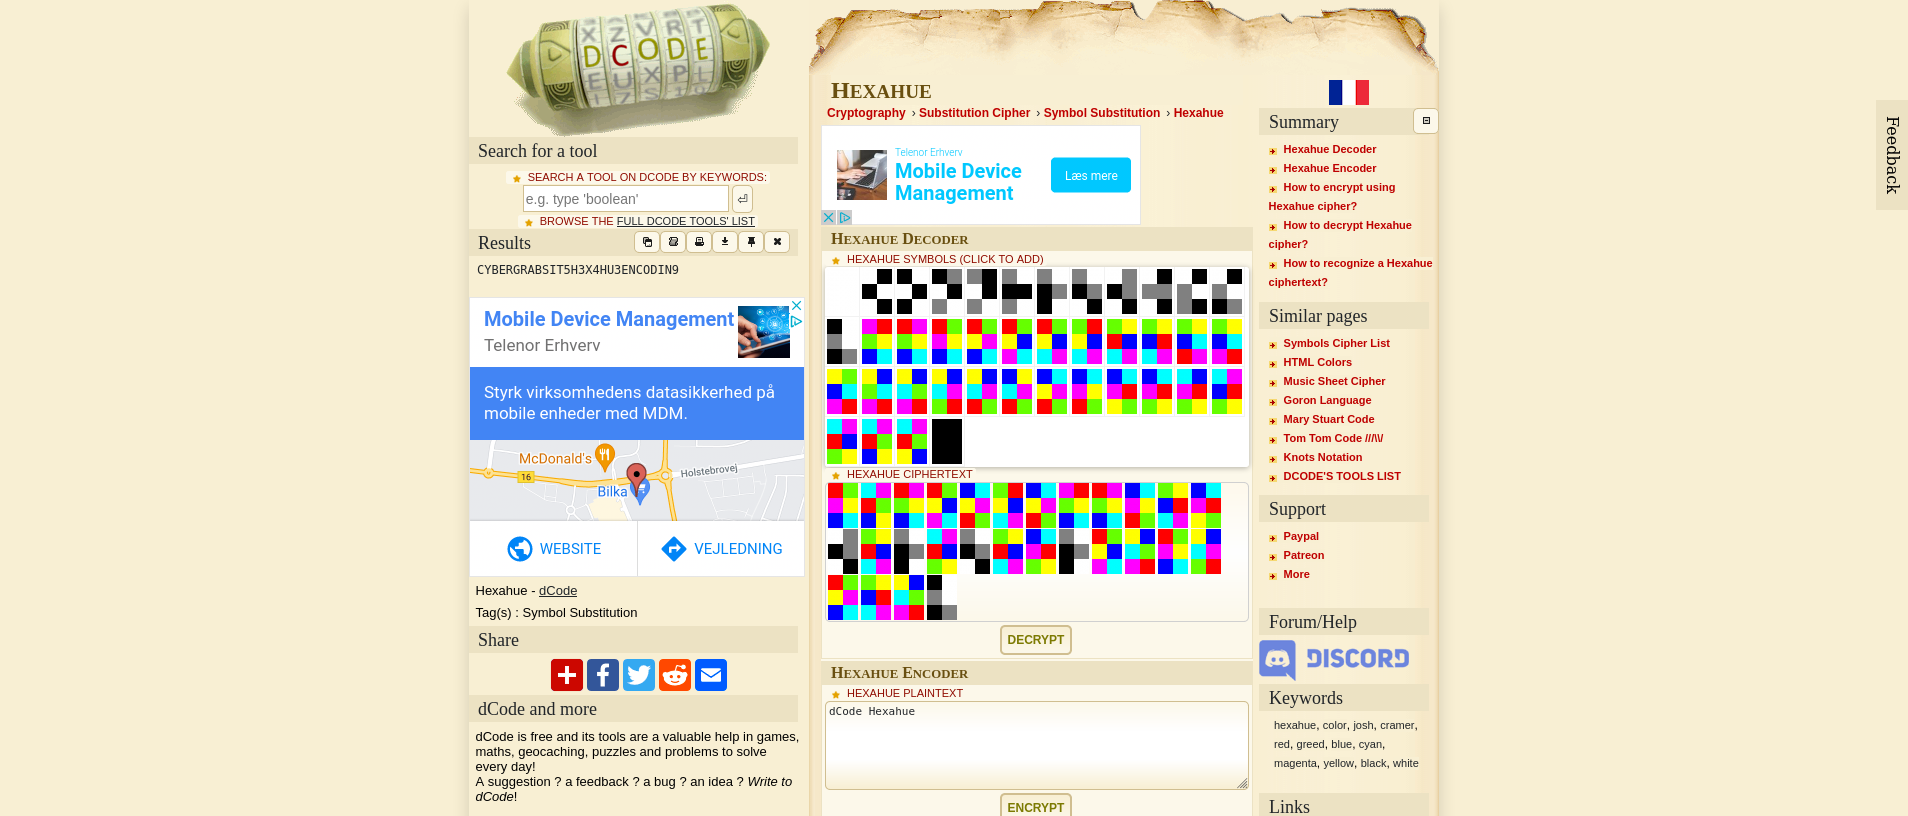 X Z V R T
D C O D E
E U X P L
Search for a tool
SEARCH A TOOL ON DCODE BY KEYWORDS:
e.g. type 'boolean'
BROWSE THE FULL DCODE TOOLS' LIST
Results
CYBERGRABSIT5H3X4HU3ENCODIN9
Mobile Device Management
Telenor Erhverv
Styrk virksomhedens datasikkerhed på
mobile enheder med MDM.
McDonald's
16
Holstebrovej
Bilka
WEBSITE
VEJLEDNING
Hexahue - dCode
Tag(s) : Symbol Substitution
Share
dCode and more
dCode is free and its tools are a valuable help in games,
maths, geocaching, puzzles and problems to solve
every day!
A suggestion ? a feedback ? a bug ? an idea ? Write to
dCode!
HEXAHUE
Cryptography › Substitution Cipher › Symbol Substitution › Hexahue
Telenor Erhverv
Mobile Device
Management
Læs mere
HEXAHUE DECODER
HEXAHUE SYMBOLS (CLICK TO ADD)
HEXAHUE CIPHERTEXT
DECRYPT
HEXAHUE ENCODER
HEXAHUE PLAINTEXT
dCode Hexahue
ENCRYPT
Summary
Hexahue Decoder
Hexahue Encoder
How to encrypt using
Hexahue cipher?
How to decrypt Hexahue
cipher?
How to recognize a Hexahue
ciphertext?
Similar pages
Symbols Cipher List
HTML Colors
Music Sheet Cipher
Goron Language
Mary Stuart Code
Tom Tom Code ///\\/
Knots Notation
DCODE'S TOOLS LIST
Support
Paypal
Patreon
More
Forum/Help
DISCORD
Keywords
hexahue, color, josh, cramer,
red, greed, blue, cyan,
magenta, yellow, black, white
Links
Feedback